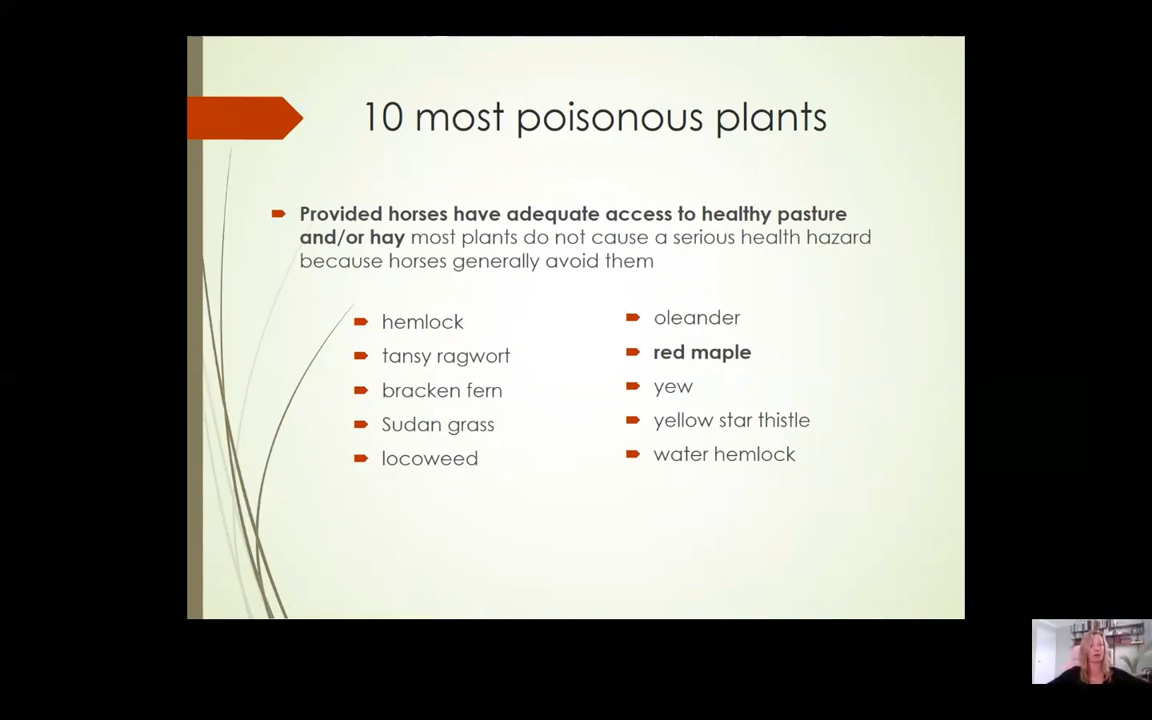 10 most poisonous plants
Provided horses have adequate access to healthy pasture
and/or hay most plants do not cause a serious health hazard
because horses generally avoid them
hemlock
tansy ragwort
bracken fern
Sudan grass
locoweed
oleander
red maple
yew
yellow star thistle
water hemlock